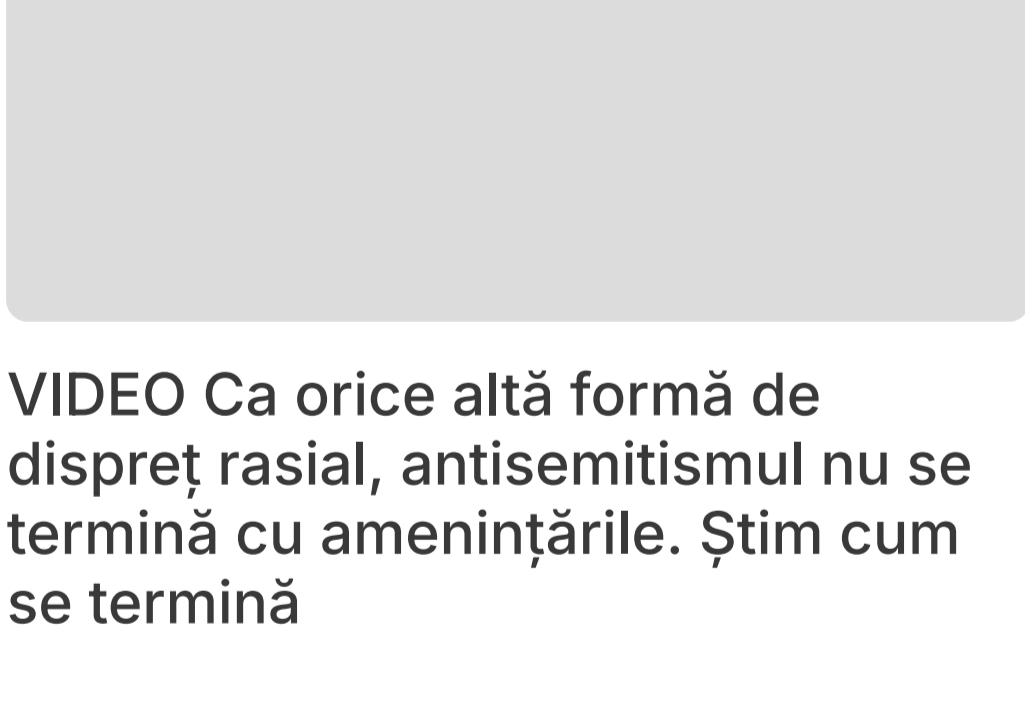 VIDEO Ca orice altă formă de
dispreț rasial, antisemitismul nu se
termină cu amenințările. Știm cum
se termină